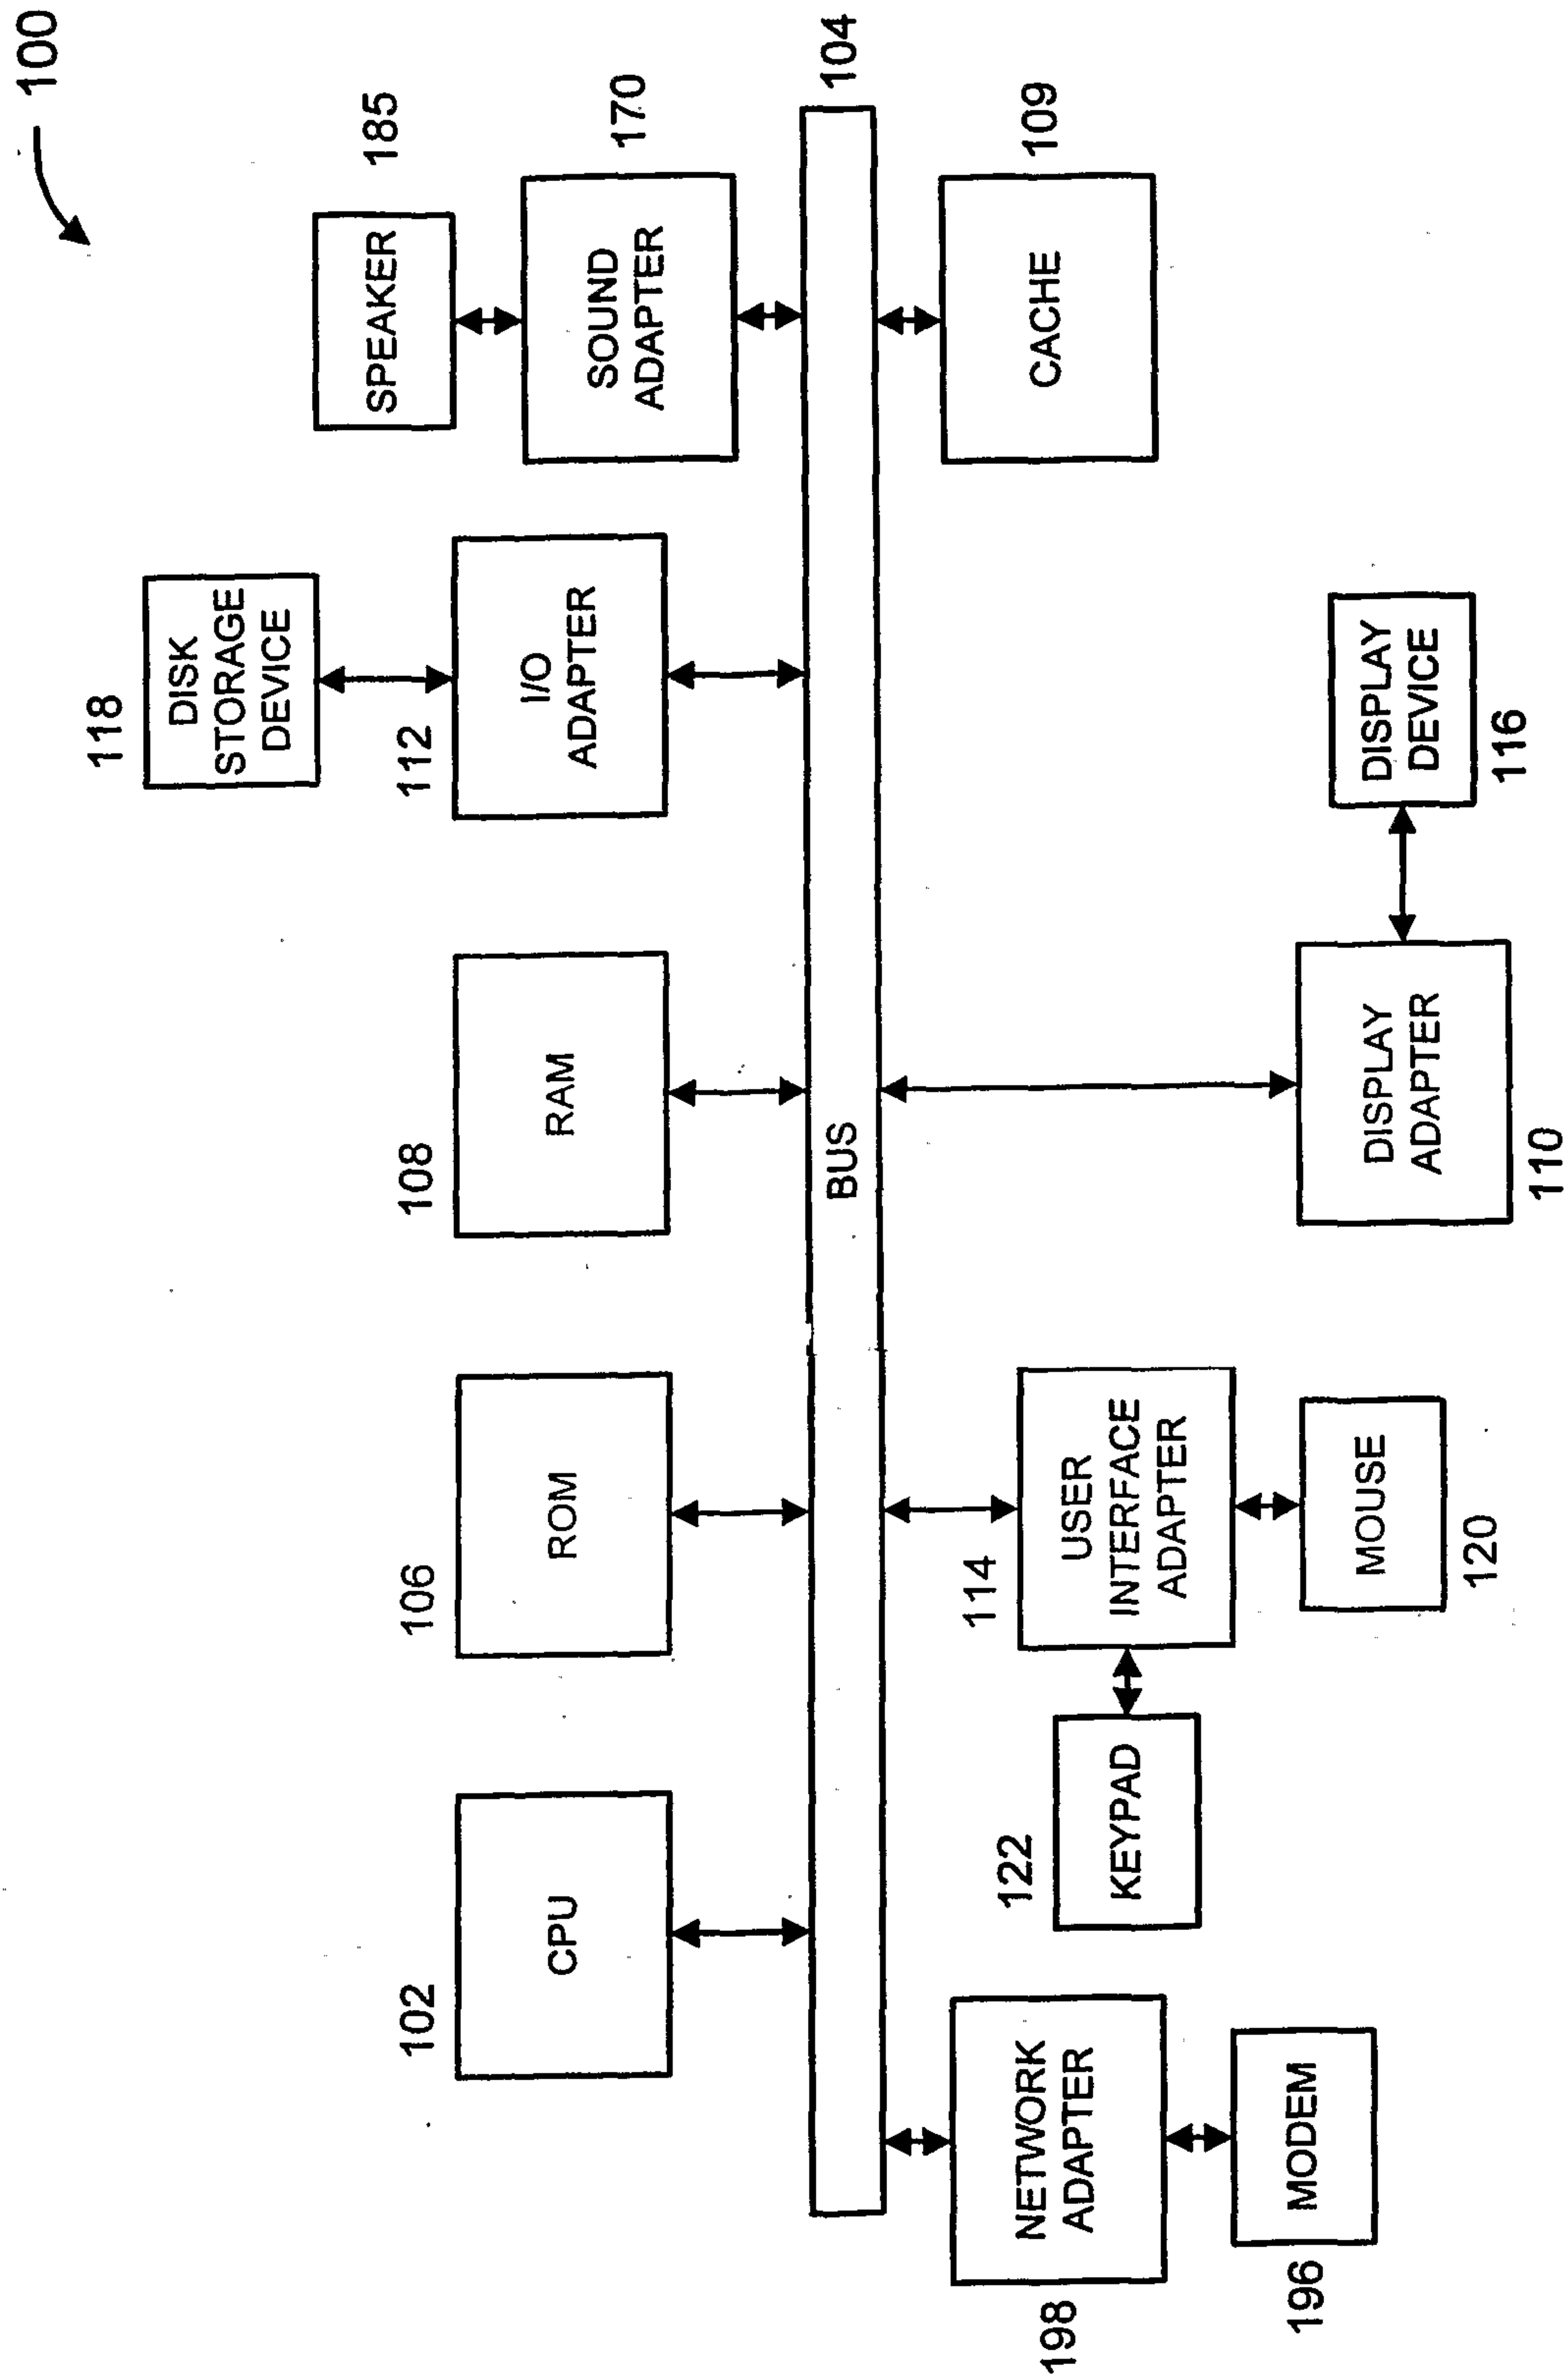 100
118
DISK
STORAGE
DEVICE
SPEAKER
185
102
CPU
106
ROM
108
RAM
112
I/O
ADAPTER
SOUND
ADAPTER
170
BUS
104
198
NETWORK
ADAPTER
122
KEYPAD
114
USER
INTERFACE
ADAPTER
CACHE
109
196
MODEM
MOUSE
120
DISPLAY
ADAPTER
110
DISPLAY
DEVICE
116